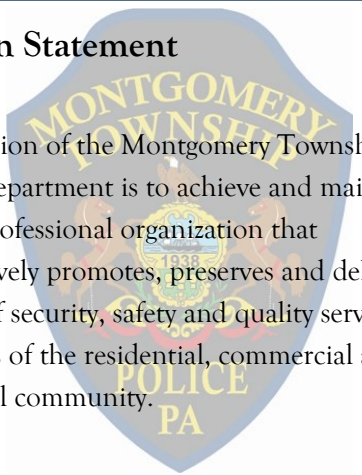 n Statement
MONTGOMERY
TOWNSHIP
ion of the Montgomery Townsh
epartment is to achieve and mai
ofessional organization that
1938
vely promotes, preserves and del
f security, safety and quality serv
s of the residential, commercial a
POLICE
l community.
PA